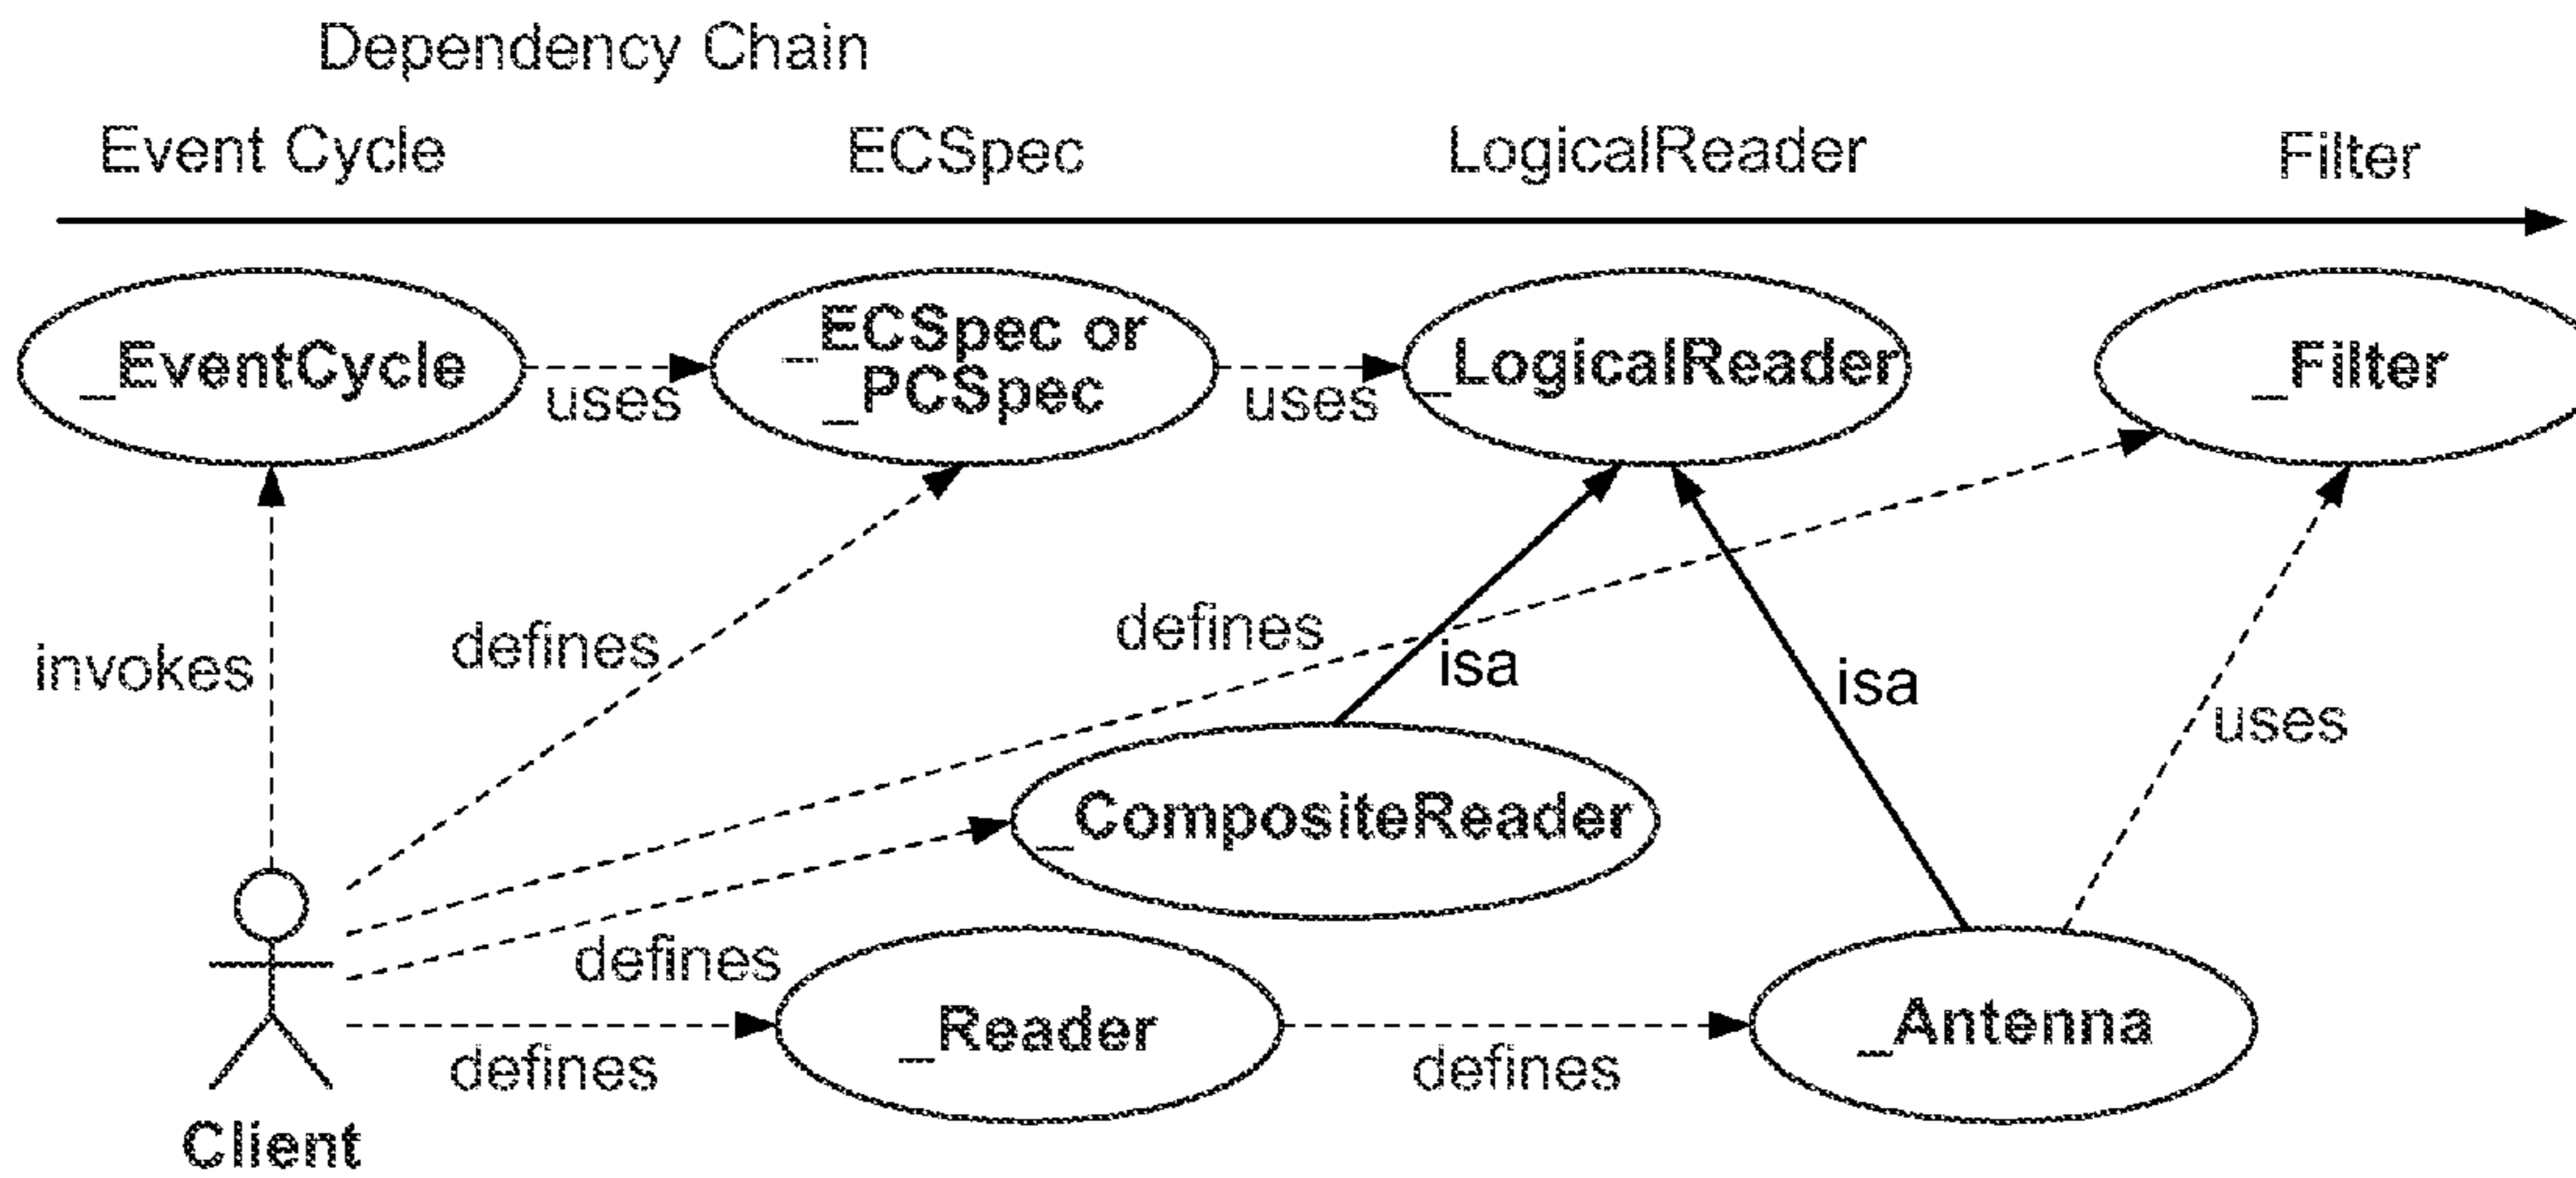 Dependency Chain
Event Cycle ECSpec LogicalReader Filter
_EventCycle
uses
_ECSpec or
_PCSpec
uses
_LogicalReader
_Filter
invokes
defines
defines
isa
isa
uses
_CompositeReader
defines
_Reader
_Antenna
defines
defines
Client